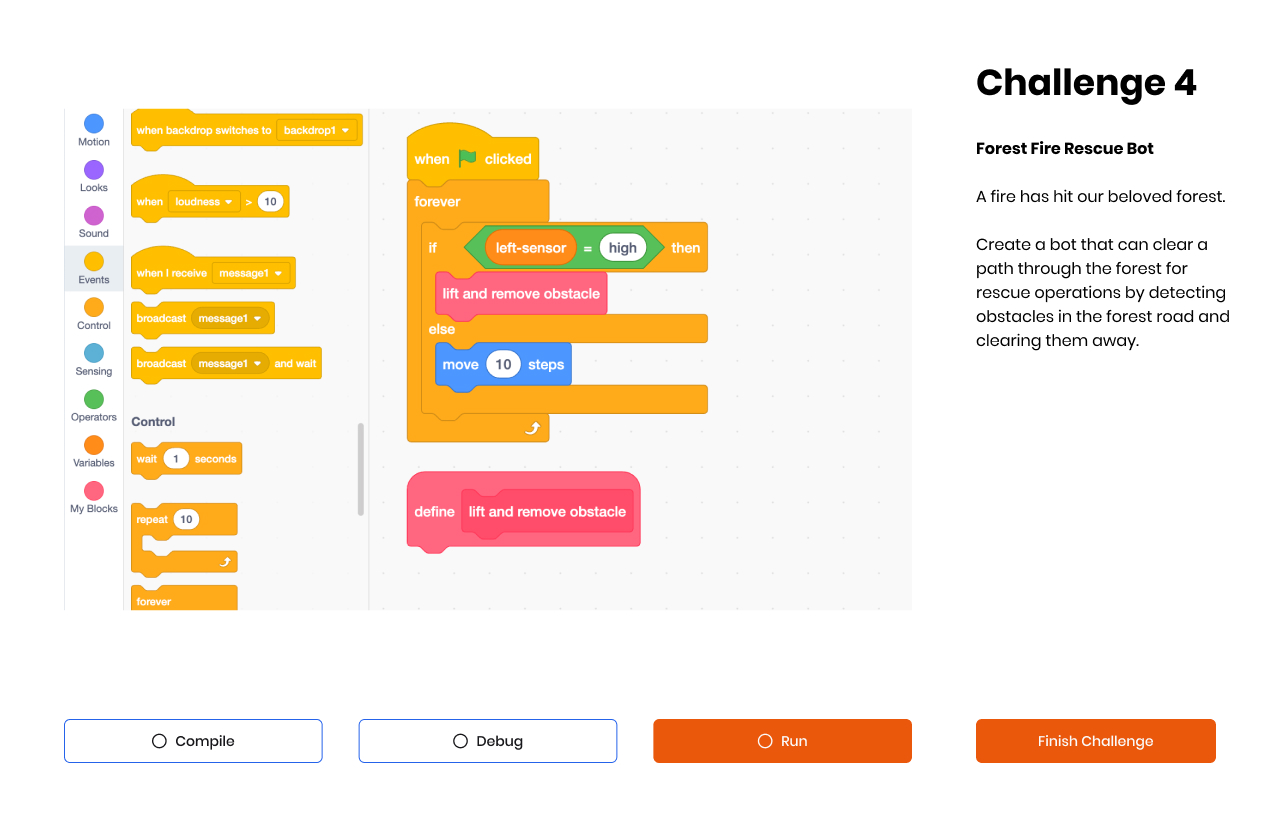 Challenge 4
Forest Fire Rescue Bot
A fire has hit our beloved forest.
Create a bot that can clear a
path through the forest for
rescue operations by detecting
obstacles in the forest road and
clearing them away.
Motion
Looks
Sound
Events
Control
Sensing
Operators
Variables
My Blocks
when backdrop switches to backdrop1
when loudness > 10
when I receive message1
broadcast message1
broadcast message1 and wait
Control
wait 1 seconds
repeat 10
forever
when clicked
forever
if left-sensor = high then
lift and remove obstacle
else
move 10 steps
define lift and remove obstacle
Compile
Debug
Run
Finish Challenge